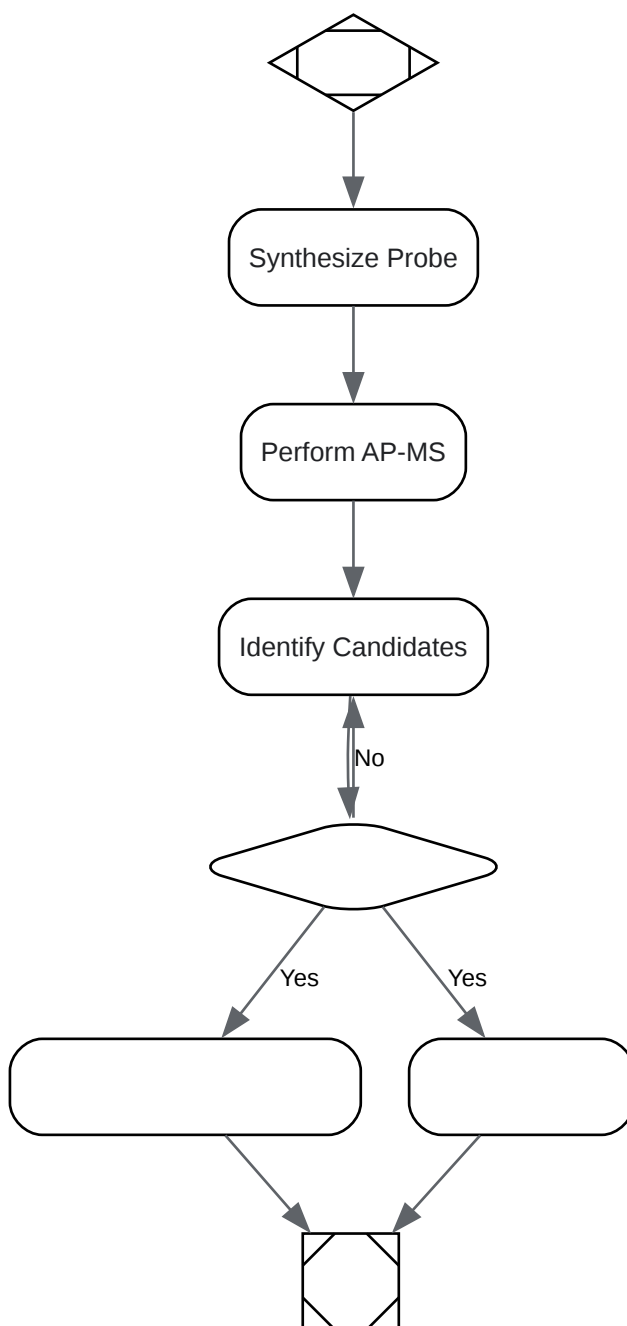 Synthesize Probe
Perform AP-MS
Identify Candidates
No
Yes
Yes